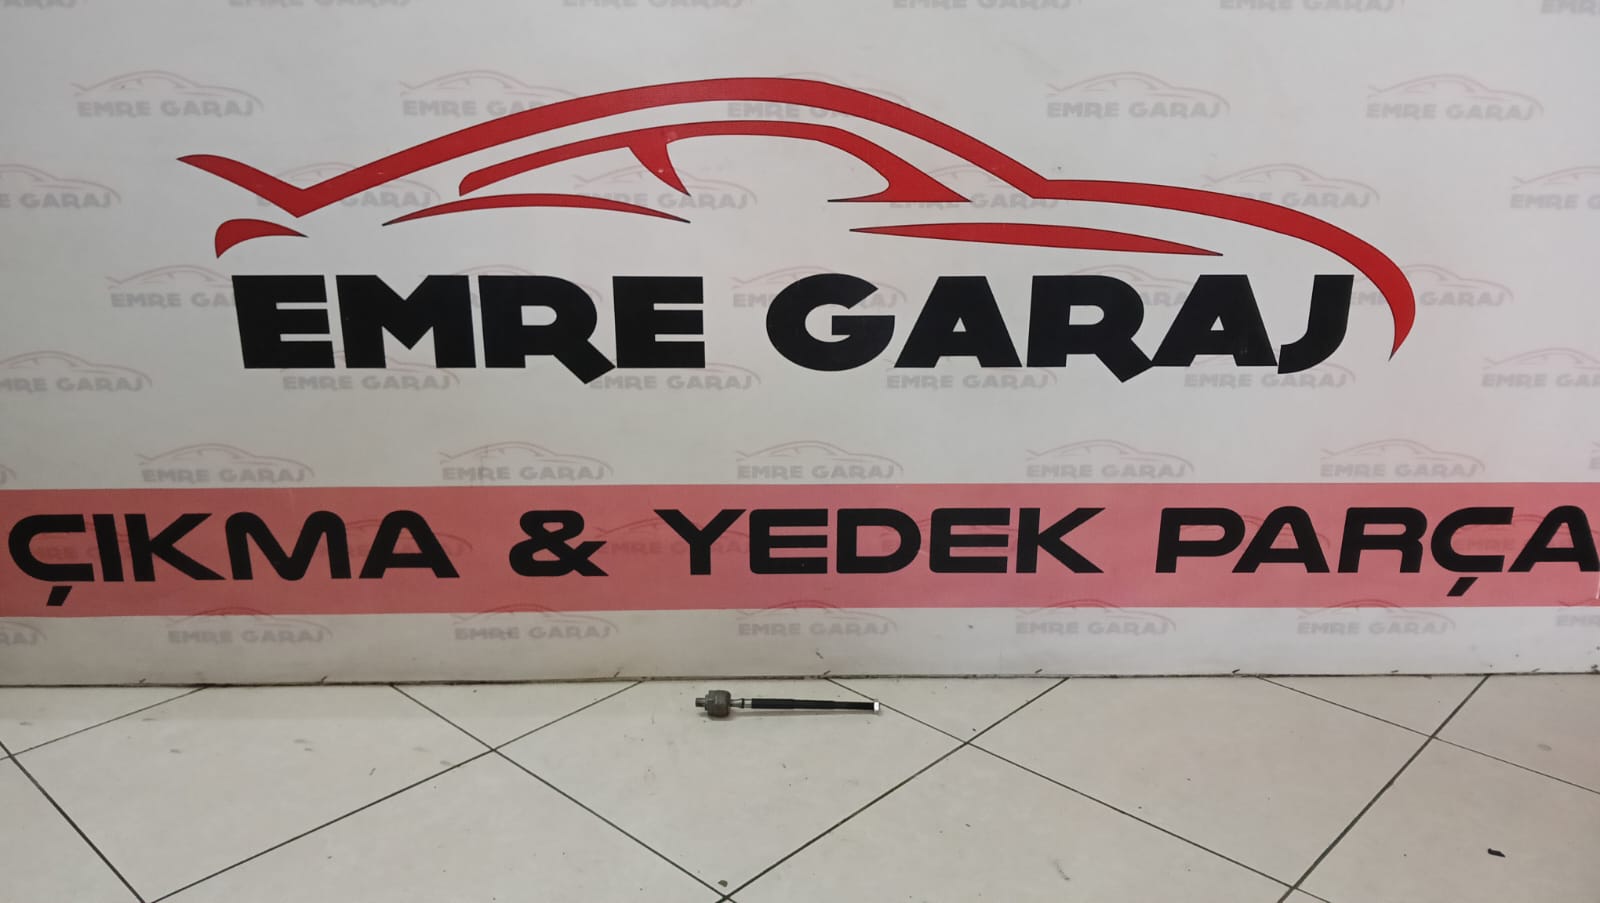 EMRE GARAJ
ÇIKMA & YEDEK PARÇA